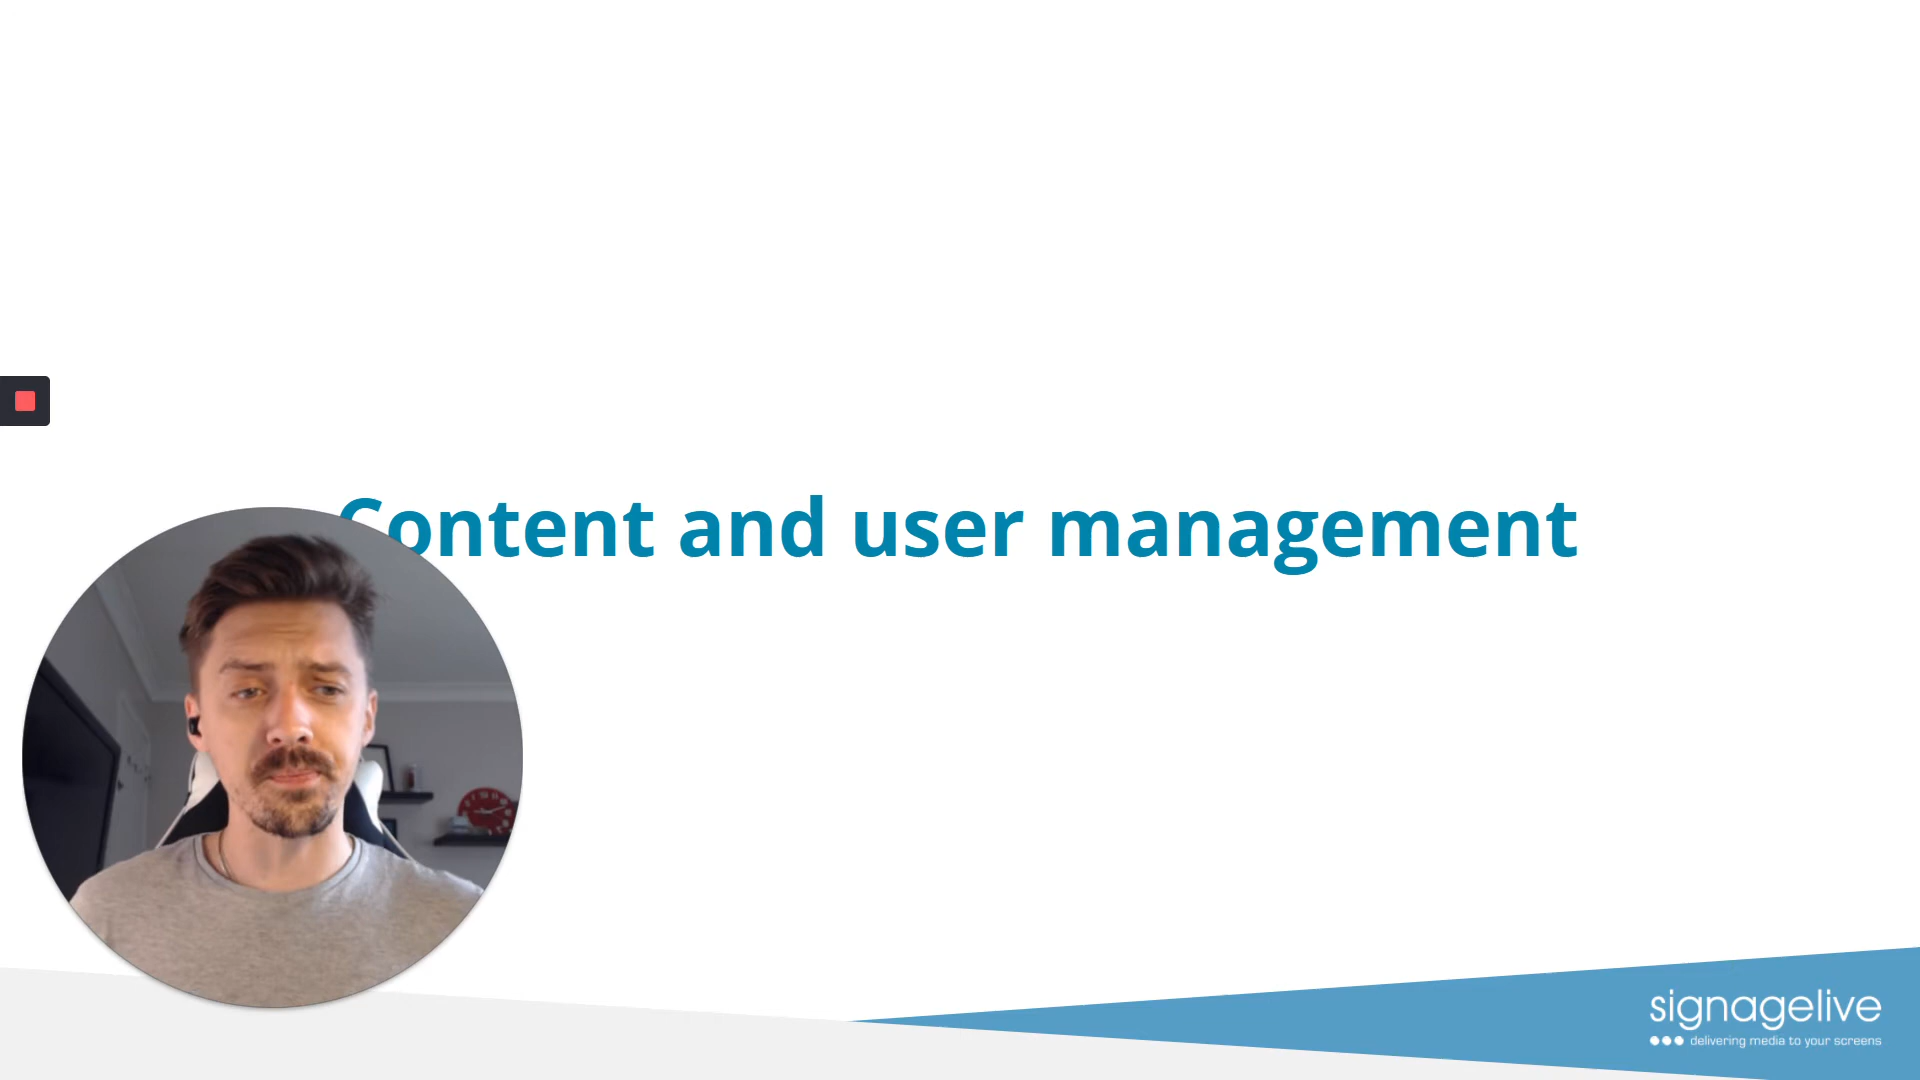 Content and user management
signagelive
delivering media to your screens